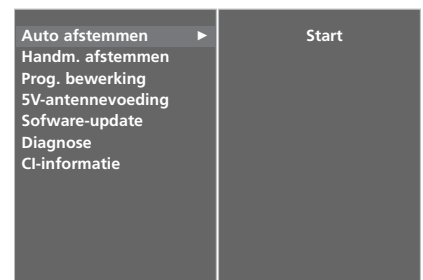 Auto afstemmen ► Start
Handm. afstemmen
Prog. bewerking
5V-antennevoeding
Sofware-update
Diagnose
CI-informatie